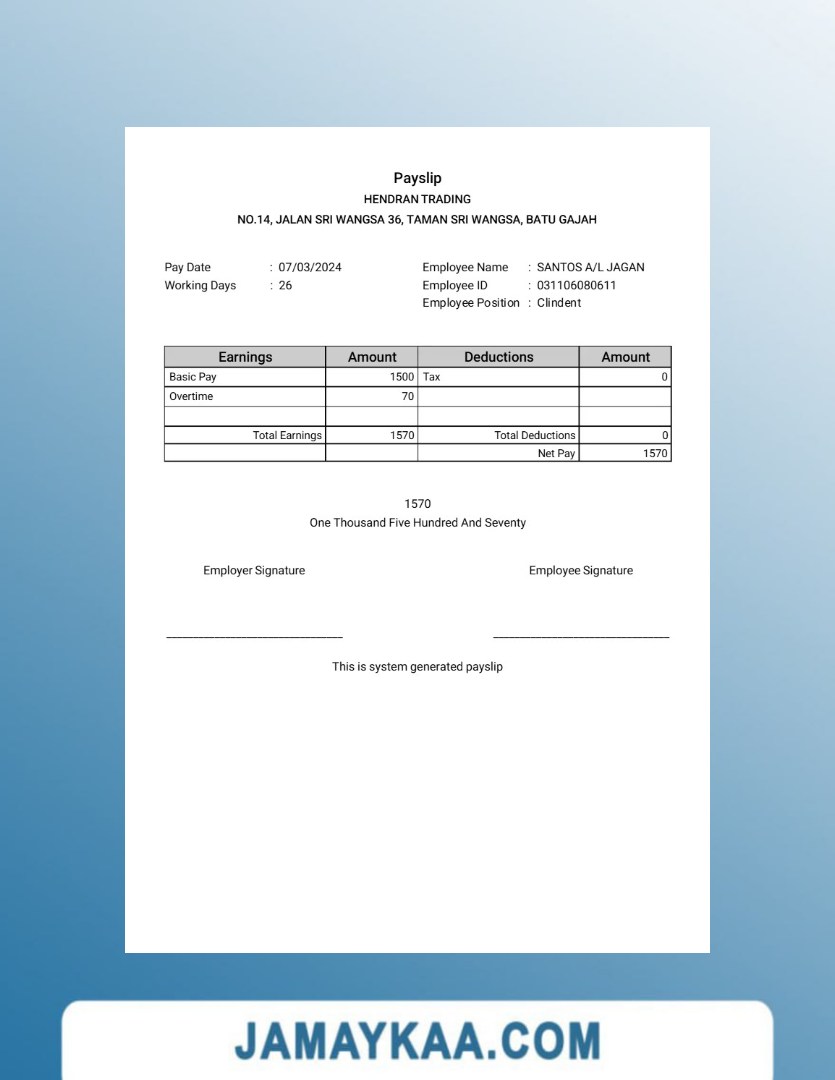 Payslip
HENDRAN TRADING
NO.14, JALAN SRI WANGSA 36, TAMAN SRI WANGSA, BATU GAJAH
Pay Date : 07/03/2024 Employee Name : SANTOS A/L JAGAN
Working Days : 26 Employee ID : 031106080611
Employee Position : Clindent
Earnings Amount Deductions Amount
Basic Pay 1500 Tax 0
Overtime 70
Total Earnings 1570 Total Deductions 0
Net Pay 1570
1570
One Thousand Five Hundred And Seventy
Employer Signature Employee Signature
This is system generated payslip
JAMAYKAA.COM